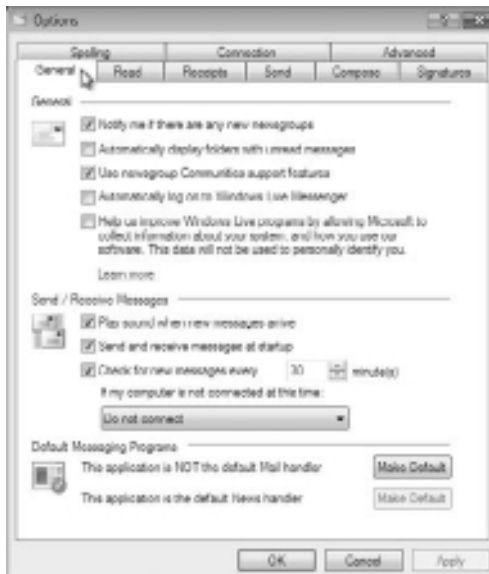 Options
Spelling Connection Advanced
General Read Receipts Send Compose Signatures
General
Notify me if there are any new newsgroups
Automatically display folders with unread messages
Use newsgroup Communities support features
Automatically log on to Windows Live Messenger
Help us improve Windows Live programs by allowing Microsoft to
collect information about your system, and how you use our
software. This data will not be used to personally identify you.
Learn more
Send / Receive Messages
Play sound when new messages arrive
Send and receive messages at startup
Check for new messages every 30 minute(s)
If my computer is not connected at this time:
Do not connect
Default Messaging Programs
This application is NOT the default Mail handler Make Default
This application is the default News handler Make Default
OK Cancel Apply